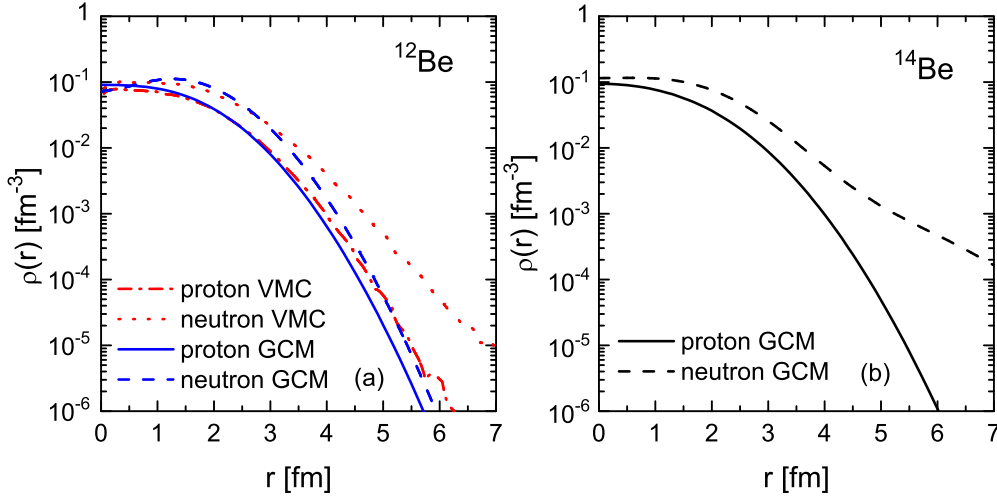 1
10⁻¹
10⁻²
10⁻³
10⁻⁴
10⁻⁵
10⁻⁶
ρ(r) [fm⁻³]
¹²Be
proton VMC
neutron VMC
proton GCM
neutron GCM
(a)
0 1 2 3 4 5 6 7
r [fm]
1
10⁻¹
10⁻²
10⁻³
10⁻⁴
10⁻⁵
10⁻⁶
ρ(r) [fm⁻³]
¹⁴Be
proton GCM
neutron GCM
(b)
0 1 2 3 4 5 6 7
r [fm]